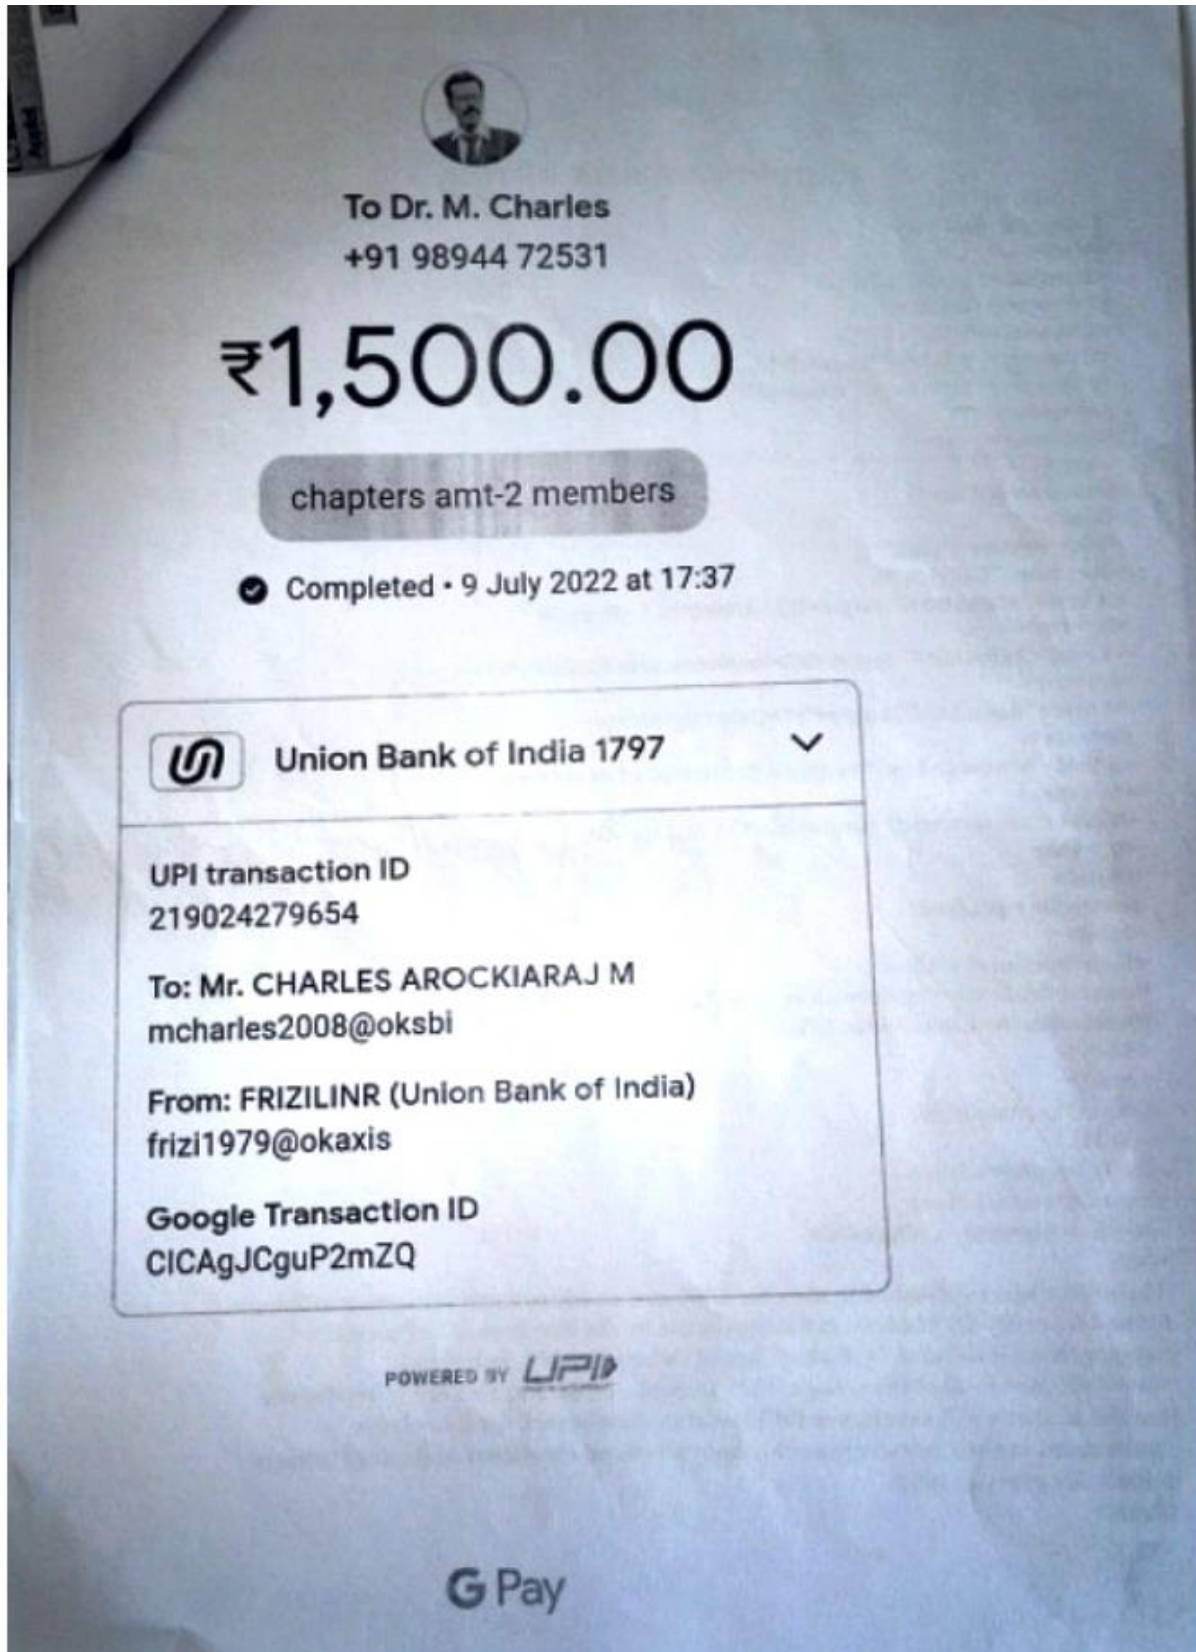 To Dr. M. Charles
+91 98944 72531
₹1,500.00
chapters amt-2 members
Completed • 9 July 2022 at 17:37
Union Bank of India 1797
UPI transaction ID
219024279654
To: Mr. CHARLES AROCKIARAJ M
mcharles2008@oksbi
From: FRIZILINR (Union Bank of India)
frizi1979@okaxis
Google Transaction ID
CICAgJCguP2mZQ
POWERED BY UPI
G Pay